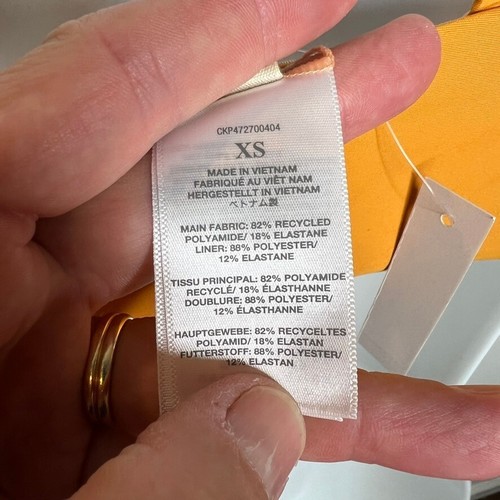 CKP472700404
XS
MADE IN VIETNAM
FABRIQUÉ AU VIÊT NAM
HERGESTELLT IN VIETNAM
ベトナム製
MAIN FABRIC: 82% RECYCLED
POLYAMIDE/ 18% ELASTANE
LINER: 88% POLYESTER/
12% ELASTANE
TISSU PRINCIPAL: 82% POLYAMIDE
RECYCLÉ/ 18% ÉLASTHANNE
DOUBLURE: 88% POLYESTER/
12% ÉLASTHANNE
HAUPTGEWEBE: 82% RECYCELTES
POLYAMID/ 18% ELASTAN
FUTTERSTOFF: 88% POLYESTER/
12% ELASTAN